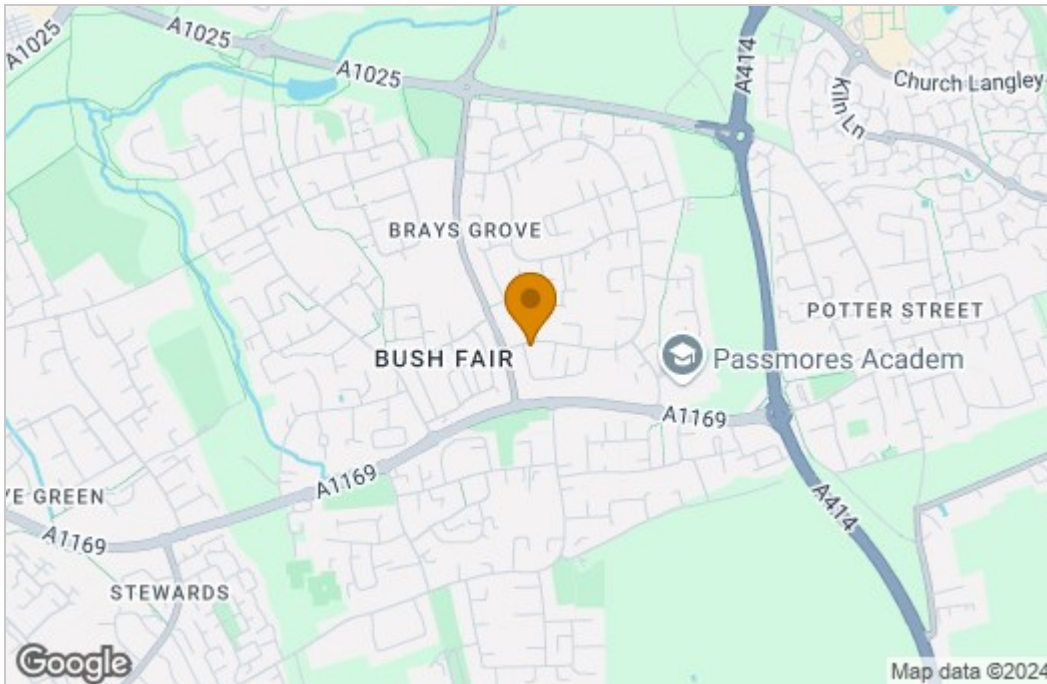 A1025
A1025
A1025
A414
Church Langley
Kiln Ln
BRAYS GROVE
POTTER STREET
BUSH FAIR
Passmores Academ
A1169
A1169
YE GREEN
A1169
A414
STEWARDS
Google
Map data ©2024